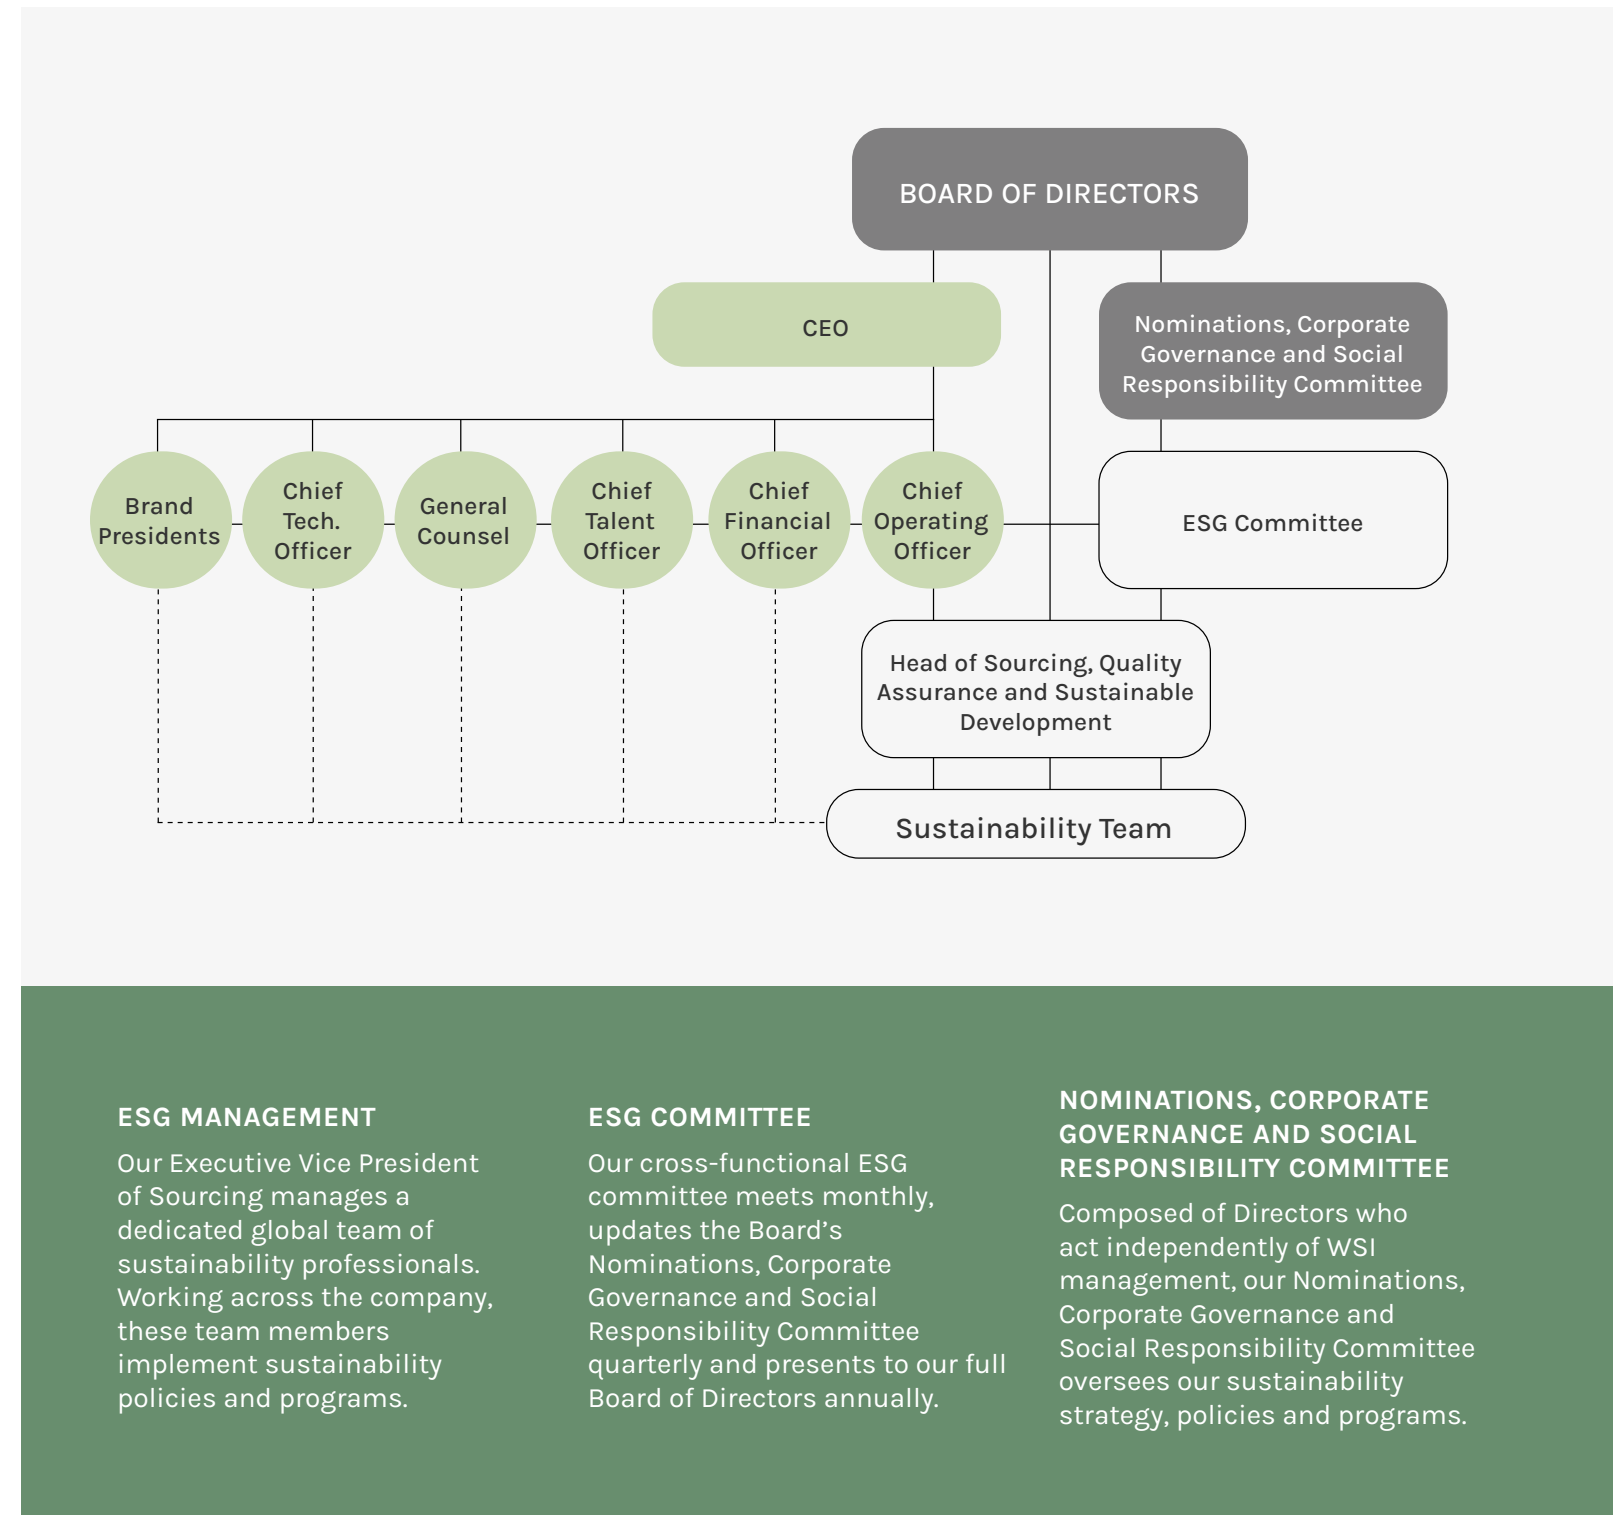 BOARD OF DIRECTORS
CEO
Nominations, Corporate
Governance and Social
Responsibility Committee
Brand
Presidents
Chief
Tech.
Officer
General
Counsel
Chief
Talent
Officer
Chief
Financial
Officer
Chief
Operating
Officer
ESG Committee
Head of Sourcing, Quality
Assurance and Sustainable
Development
Sustainability Team
ESG MANAGEMENT
Our Executive Vice President
of Sourcing manages a
dedicated global team of
sustainability professionals.
Working across the company,
these team members
implement sustainability
policies and programs.
ESG COMMITTEE
Our cross-functional ESG
committee meets monthly,
updates the Board’s
Nominations, Corporate
Governance and Social
Responsibility Committee
quarterly and presents to our full
Board of Directors annually.
NOMINATIONS, CORPORATE
GOVERNANCE AND SOCIAL
RESPONSIBILITY COMMITTEE
Composed of Directors who
act independently of WSI
management, our Nominations,
Corporate Governance and
Social Responsibility Committee
oversees our sustainability
strategy, policies and programs.